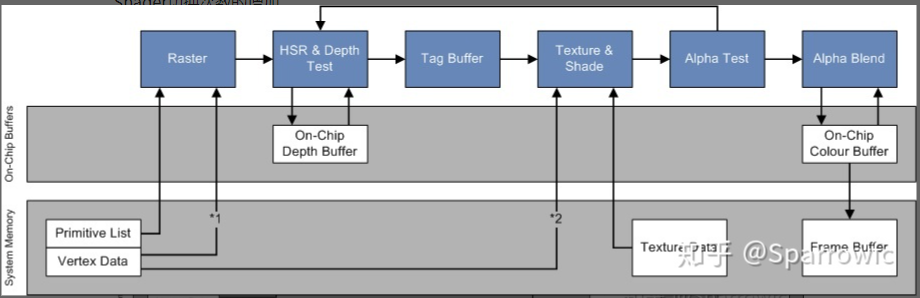 Raster
HSR & Depth
Test
Tag Buffer
Texture &
Shade
Alpha Test
Alpha Blend
On-Chip Buffers
On-Chip
Depth Buffer
On-Chip
Colour Buffer
System Memory
*1
*2
Primitive List
Vertex Data
Texture Data
Frame Buffer
知乎 @Sparrowic